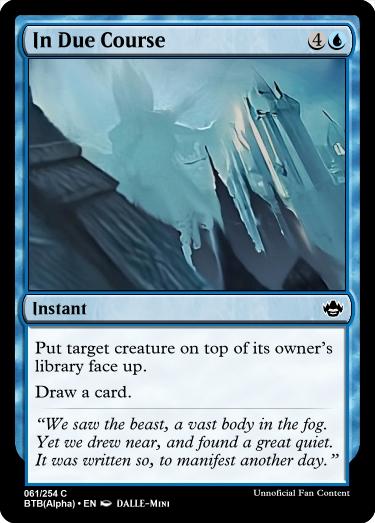 In Due Course 4
Instant
Put target creature on top of its owner's
library face up.
Draw a card.
"We saw the beast, a vast body in the fog.
Yet we drew near, and found a great quiet.
It was written so, to manifest another day."
061/254 C Unofficial Fan Content
BTB(Alpha) • EN DALLE-Mini